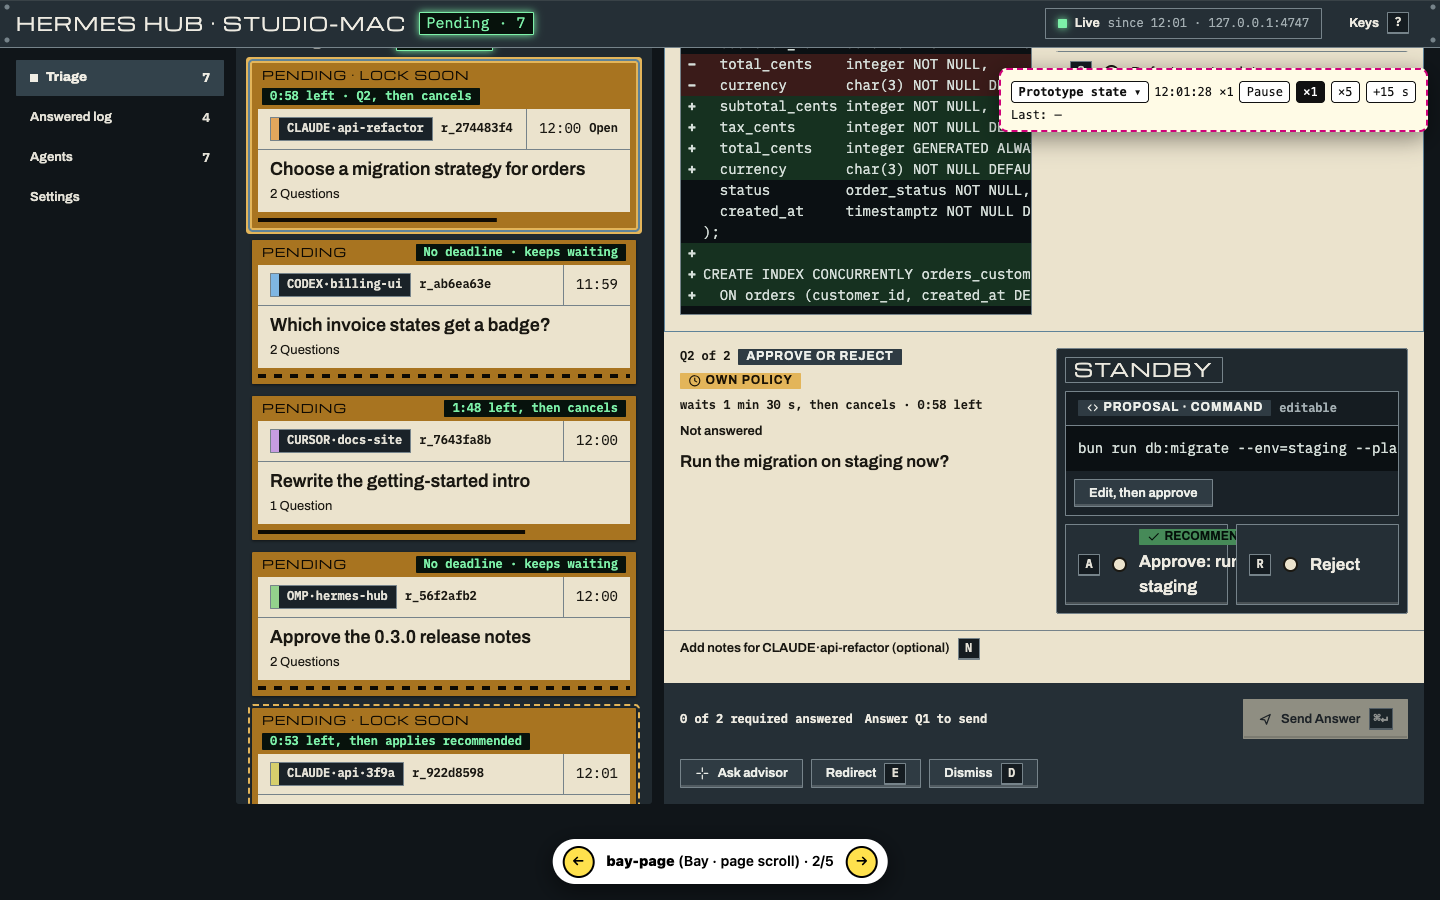 HERMES HUB · STUDIO-MAC
Pending · 7
Live since 12:01 · 127.0.0.1:4747
Keys ?
Triage 7
Answered log 4
Agents 7
Settings
PENDING · LOCK SOON
0:58 left · Q2, then cancels
CLAUDE·api-refactor r_274483f4 12:00 Open
Choose a migration strategy for orders
2 Questions
PENDING No deadline · keeps waiting
CODEX·billing-ui r_ab6ea63e 11:59
Which invoice states get a badge?
2 Questions
PENDING 1:48 left, then cancels
CURSOR·docs-site r_7643fa8b 12:00
Rewrite the getting-started intro
1 Question
PENDING No deadline · keeps waiting
OMP·hermes-hub r_56f2afb2 12:00
Approve the 0.3.0 release notes
2 Questions
PENDING · LOCK SOON
0:53 left, then applies recommended
CLAUDE·api·3f9a r_922d8598 12:01
- total_cents integer NOT NULL,
- currency char(3) NOT NULL D
+ subtotal_cents integer NOT NULL,
+ tax_cents integer NOT NULL DE
+ total_cents integer GENERATED ALWA
+ currency char(3) NOT NULL DEFAU
status order_status NOT NULL,
created_at timestamptz NOT NULL D
);
+
+ CREATE INDEX CONCURRENTLY orders_custom
+ ON orders (customer_id, created_at DE
Prototype state ▾ 12:01:28 ×1 Pause ×1 ×5 +15 s
Last: —
Q2 of 2 APPROVE OR REJECT
OWN POLICY
waits 1 min 30 s, then cancels · 0:58 left
Not answered
Run the migration on staging now?
STANDBY
PROPOSAL · COMMAND editable
bun run db:migrate --env=staging --pla
Edit, then approve
RECOMMEN
A Approve: run
staging
R Reject
Add notes for CLAUDE·api-refactor (optional) N
0 of 2 required answered Answer Q1 to send
Send Answer ⌘↵
Ask advisor
Redirect E
Dismiss D
← bay-page (Bay · page scroll) · 2/5 →